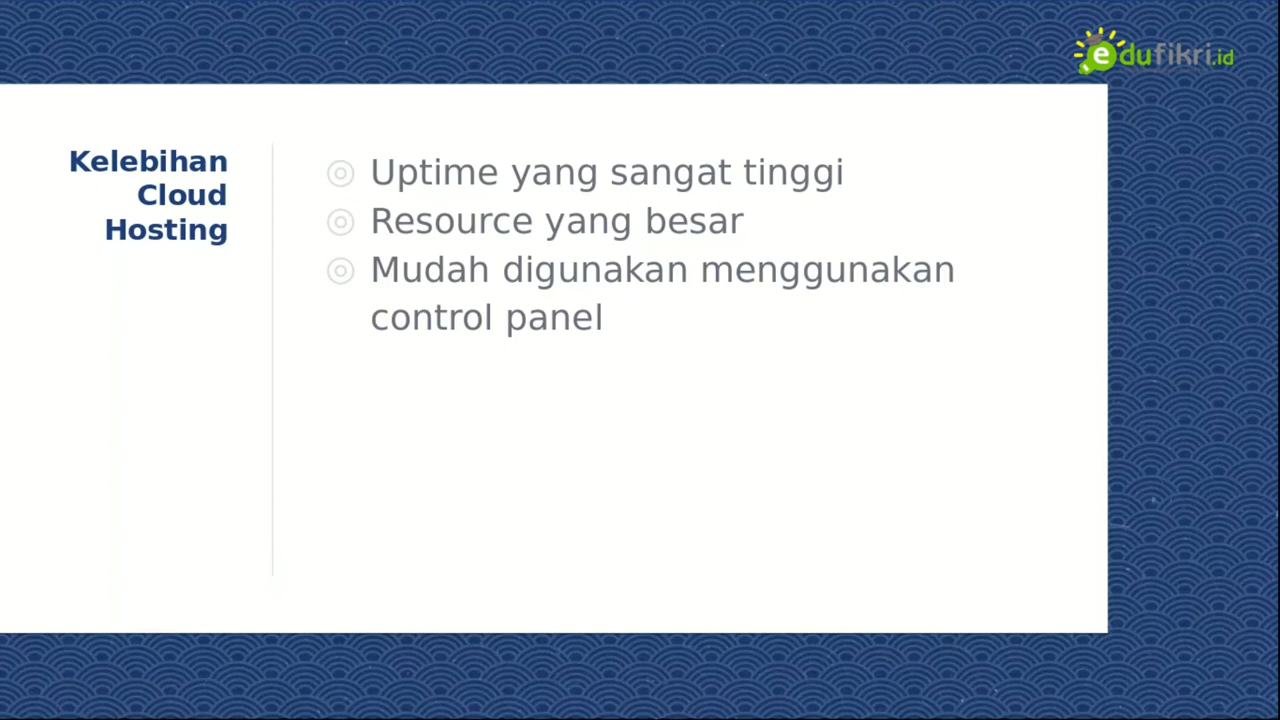 edufikri.id
Kelebihan
Cloud
Hosting
Uptime yang sangat tinggi
Resource yang besar
Mudah digunakan menggunakan
control panel